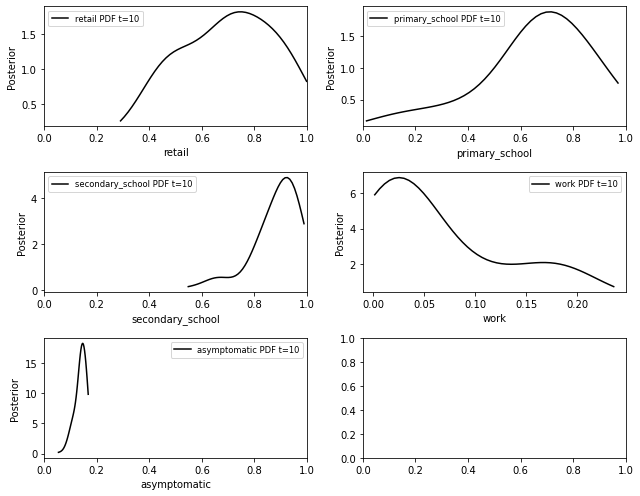 retail PDF t=10
Posterior
1.5
1.0
0.5
0.0 0.2 0.4 0.6 0.8 1.0
retail
primary_school PDF t=10
Posterior
1.5
1.0
0.5
0.0 0.2 0.4 0.6 0.8 1.0
primary_school
secondary_school PDF t=10
Posterior
4
2
0
0.0 0.2 0.4 0.6 0.8 1.0
secondary_school
work PDF t=10
Posterior
6
4
2
0.00 0.05 0.10 0.15 0.20
work
asymptomatic PDF t=10
Posterior
15
10
5
0
0.0 0.2 0.4 0.6 0.8 1.0
asymptomatic
1.0
0.8
0.6
0.4
0.2
0.0
0.0 0.2 0.4 0.6 0.8 1.0